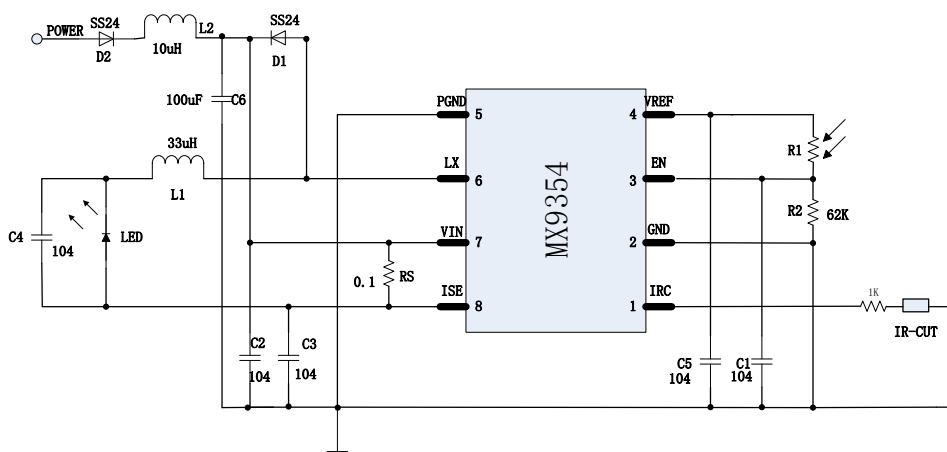 POWER
SS24
D2
L2
10uH
SS24
D1
100uF
C6
PGND
5
4
VREF
R1
33uH
L1
LX
6
3
EN
R2
62K
C4
104
LED
VIN
7
2
GND
0.1
RS
ISE
8
1
IRC
MX9354
1K
IR-CUT
C2
104
C3
104
C5
104
C1
104